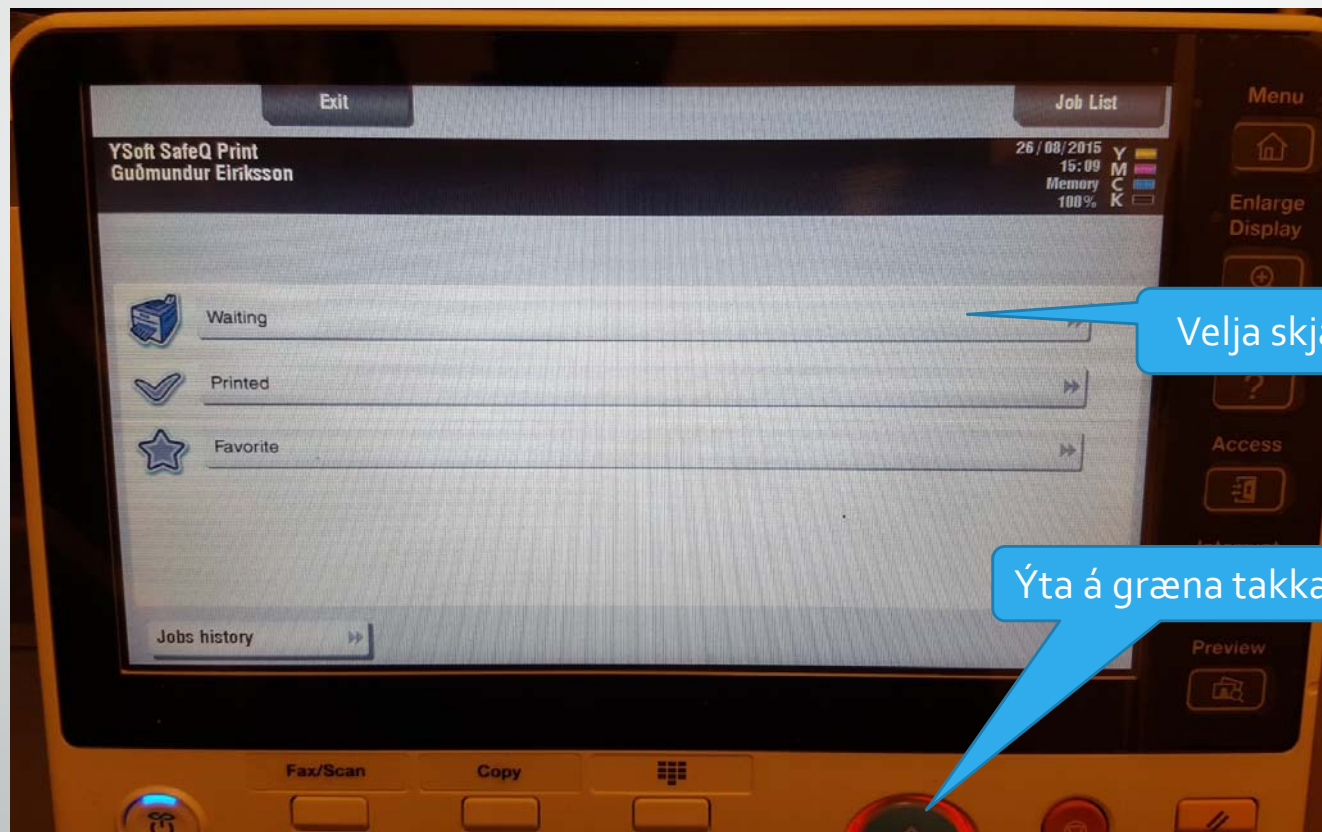 Exit
Job List
Menu
YSoft SafeQ Print
Guðmundur Eiríksson
26/08/2015
15:09
Memory
100%
Y
M
C
K
Enlarge
Display
Waiting
Velja
Printed
?
Favorite
Access
Ýta á græna takka
Jobs history
Preview
Fax/Scan
Copy